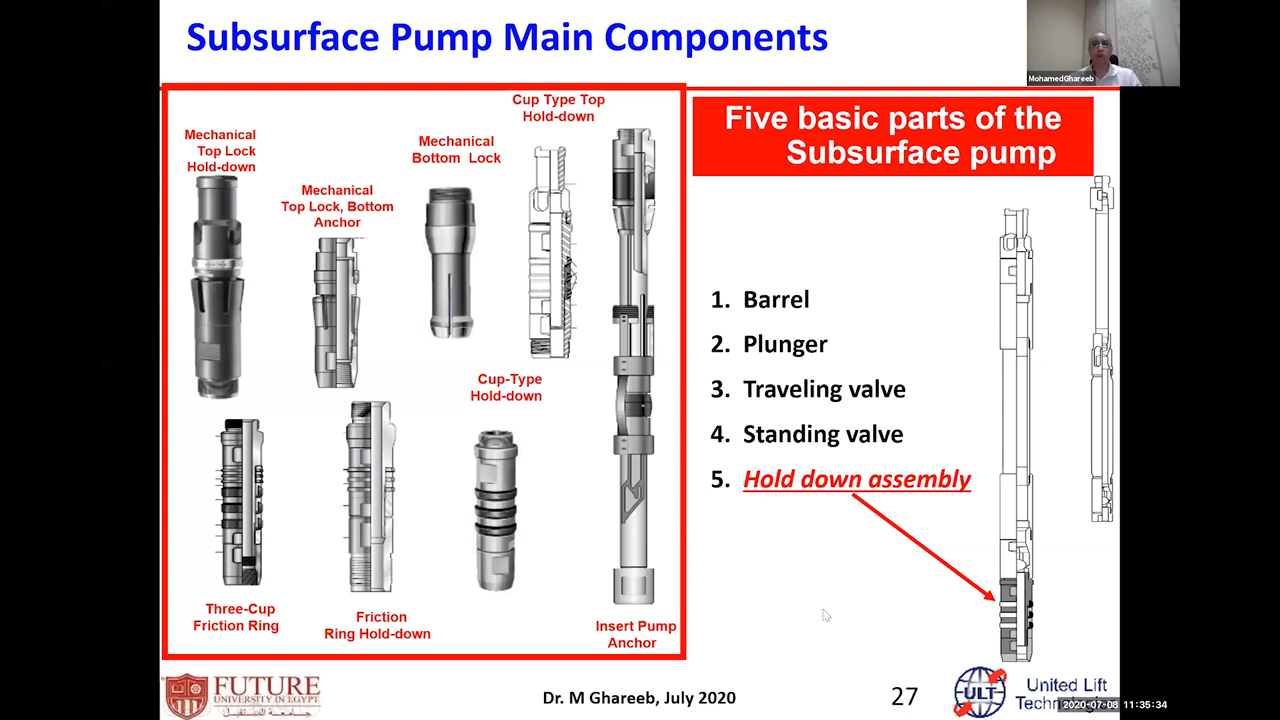 Subsurface Pump Main Components
MohamedGhareeb
Mechanical
Top Lock
Hold-down
Mechanical
Top Lock, Bottom
Anchor
Mechanical
Bottom Lock
Cup Type Top
Hold-down
Cup-Type
Hold-down
Three-Cup
Friction Ring
Friction
Ring Hold-down
Insert Pump
Anchor
Five basic parts of the
Subsurface pump
1. Barrel
2. Plunger
3. Traveling valve
4. Standing valve
5. Hold down assembly
FUTURE
UNIVERSITY IN EGYPT
جامعة المستقبل
Dr. M Ghareeb, July 2020
27
ULT
United Lift
Technologies
2020-07-08 11:35:34